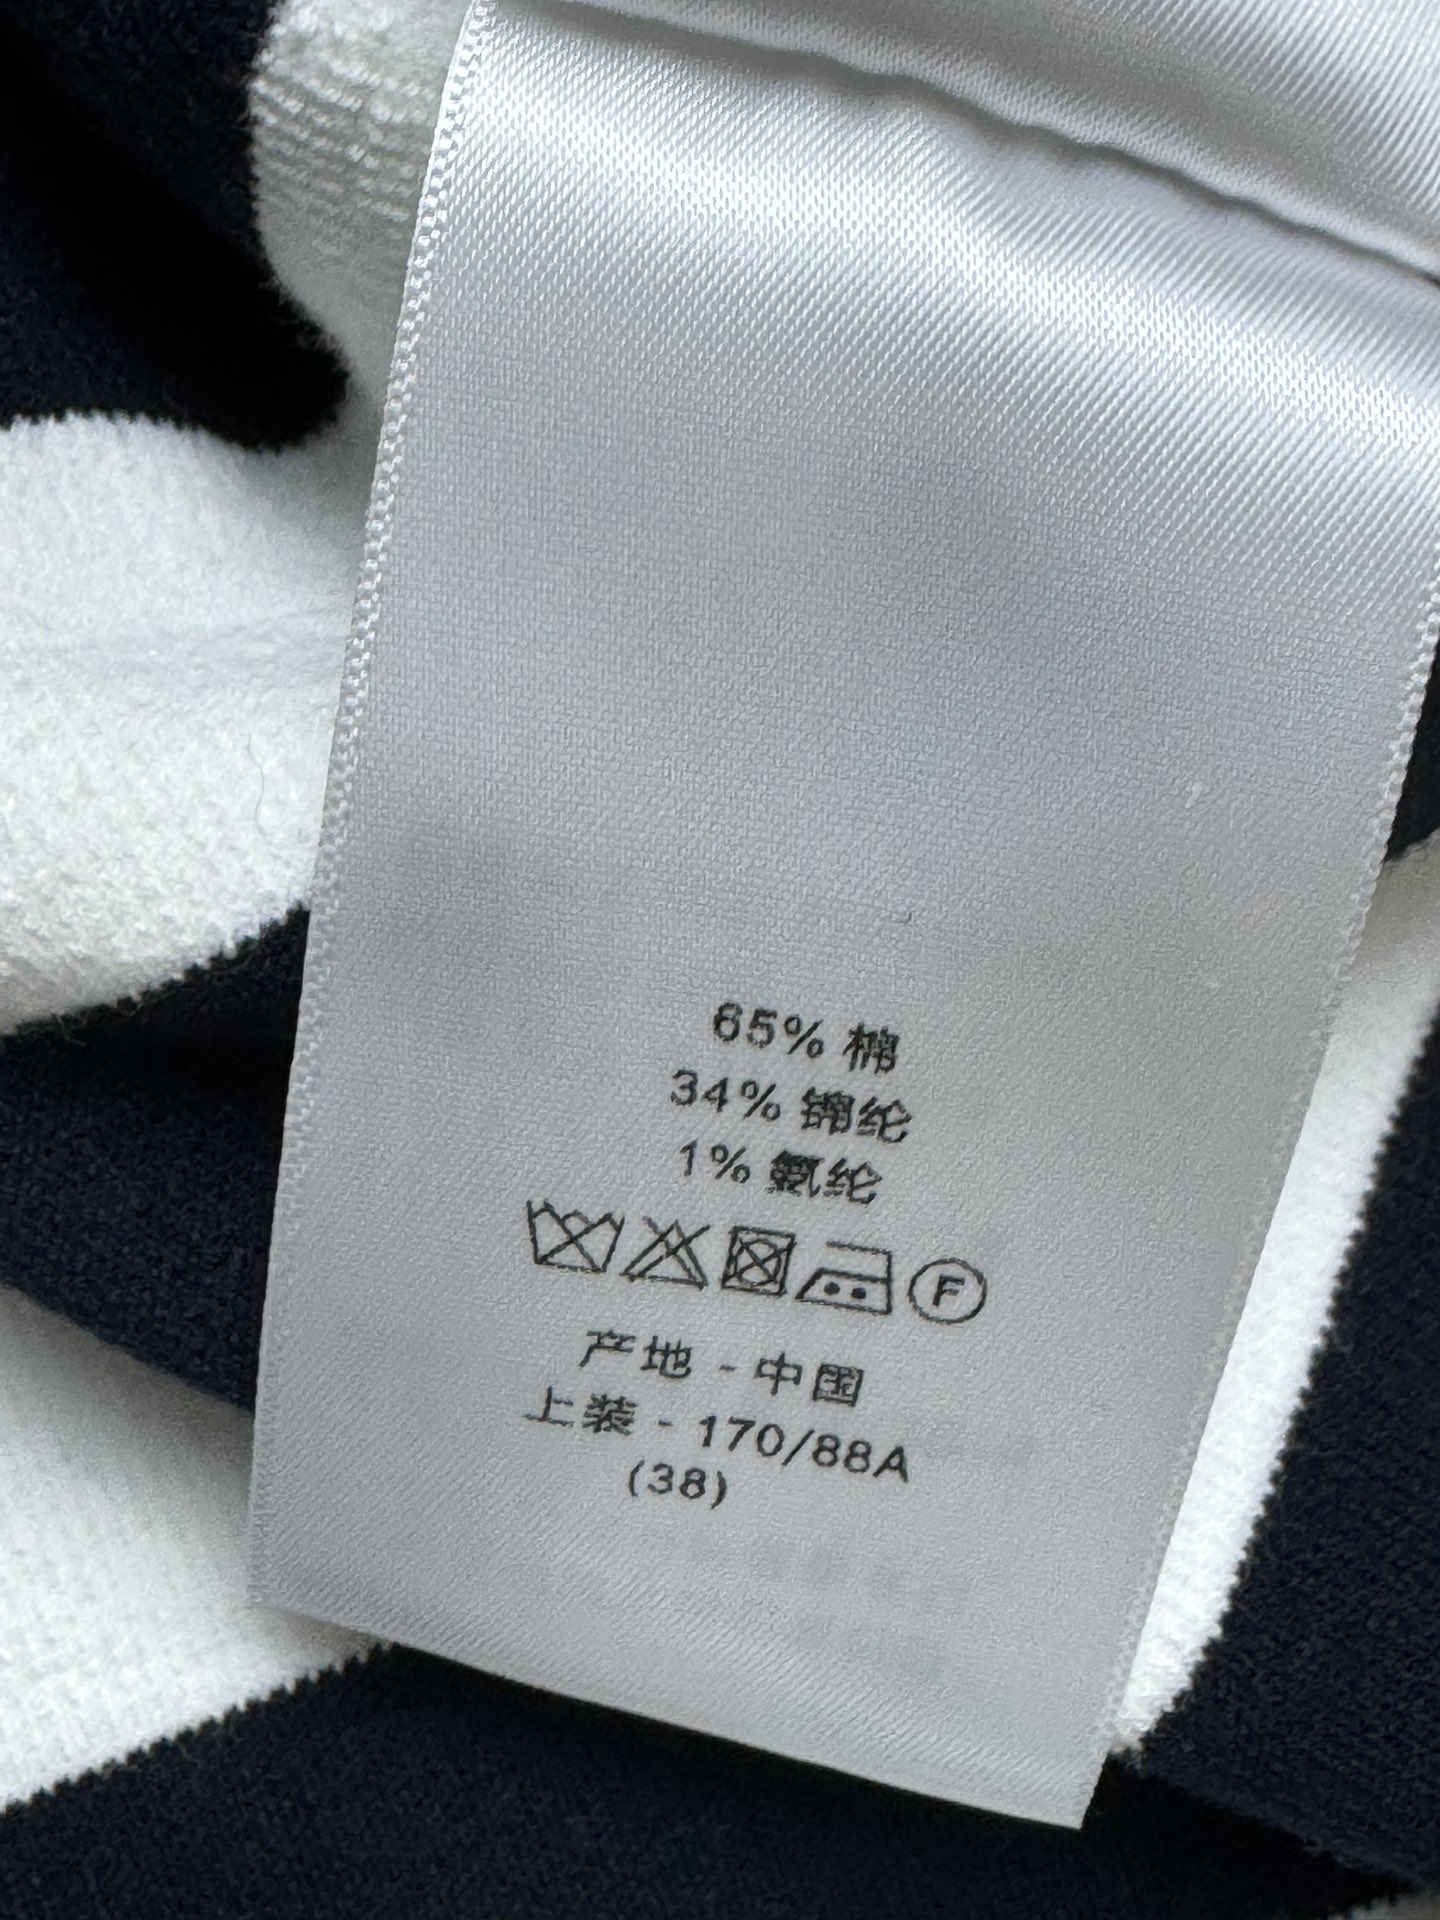 65% 棉
34% 锦纶
1% 氨纶
F
产地 - 中国
上装 - 170/88A
(38)